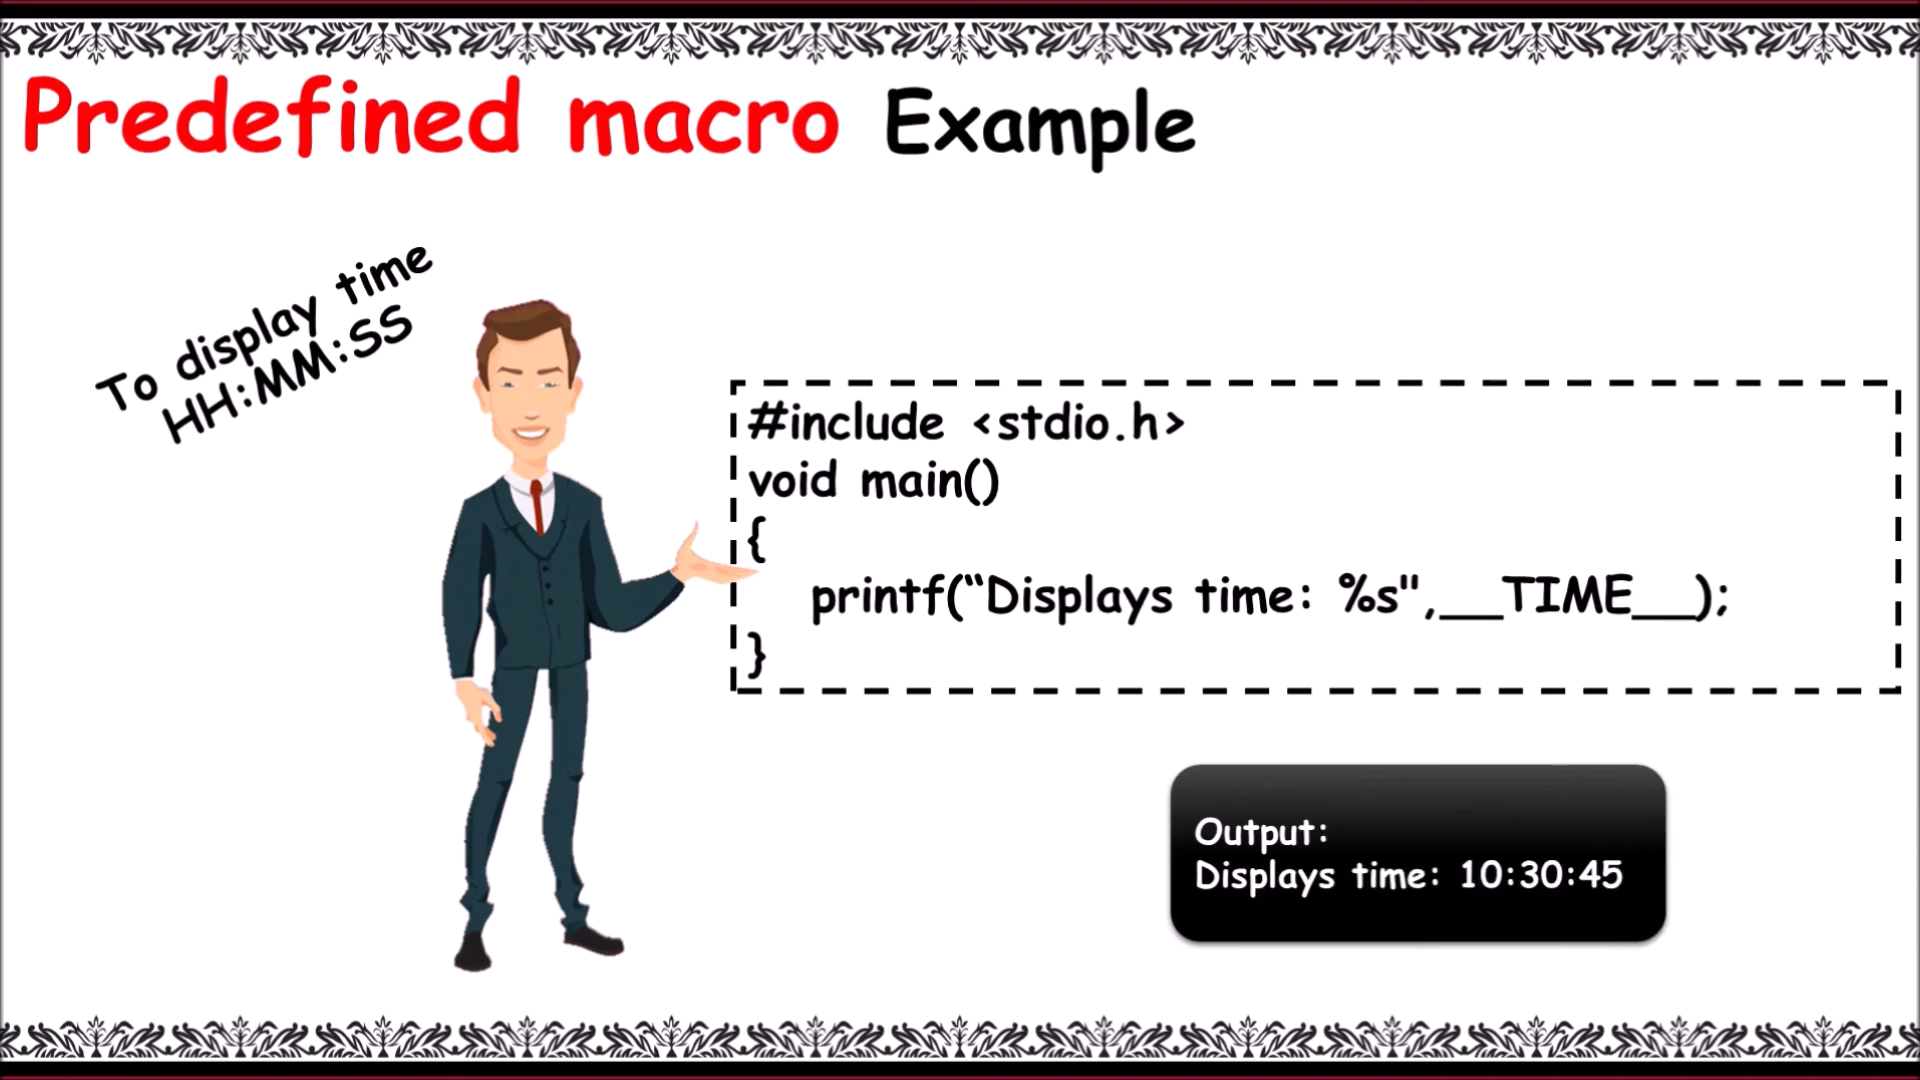 Predefined macro Example
To display time
HH:MM:SS
#include <stdio.h>
void main()
{
printf(“Displays time: %s",__TIME__);
}
Output:
Displays time: 10:30:45